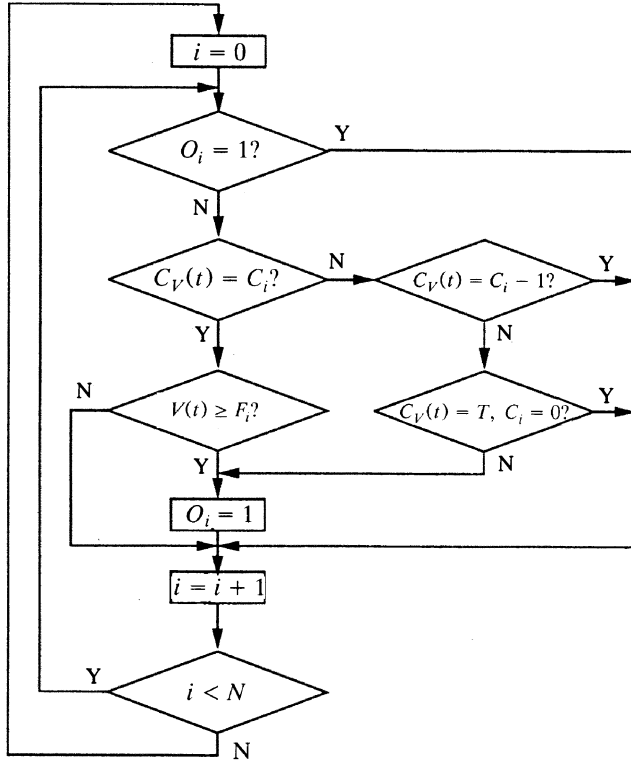 i = 0
O_i = 1?
Y
N
C_V(t) = C_i?
N
C_V(t) = C_i − 1?
Y
Y
N
N
V(t) ≥ F_i?
C_V(t) = T, C_i = 0?
Y
Y
N
O_i = 1
i = i + 1
Y
i < N
N